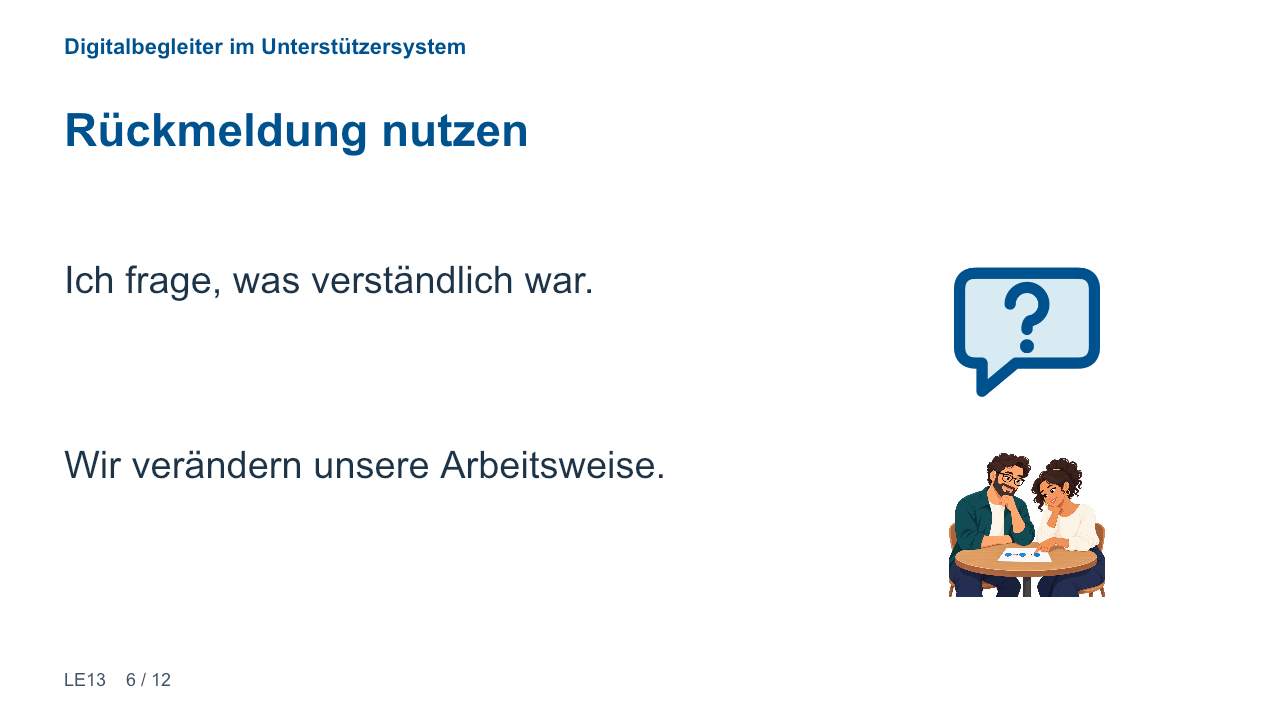 Digitalbegleiter im Unterstützersystem
Rückmeldung nutzen
Ich frage, was verständlich war.
?
Wir verändern unsere Arbeitsweise.
LE13 6 / 12